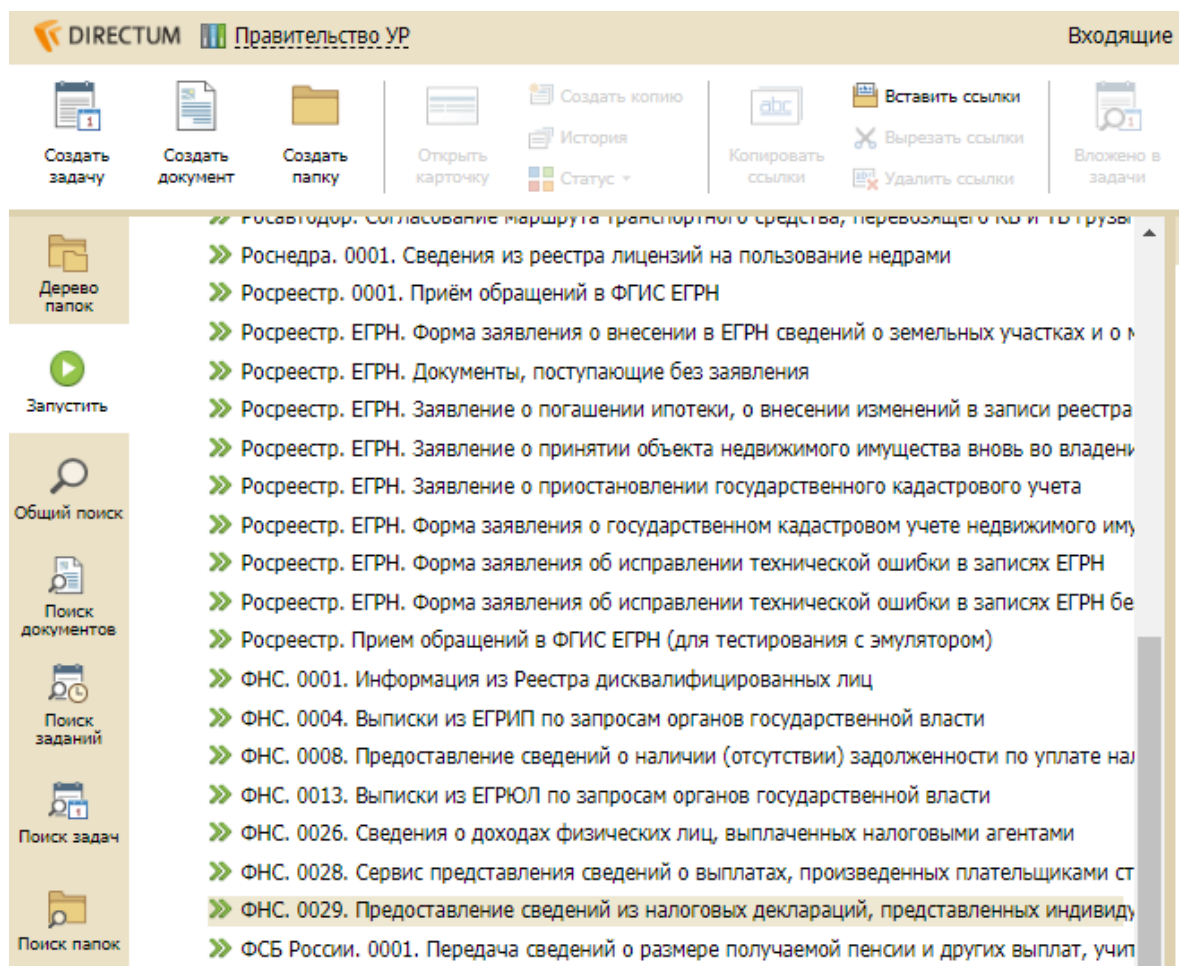 DIRECTUM Правительство УР Входящие
Создать задачу
Создать документ
Создать папку
Открыть карточку
Создать копию
История
Статус
Копировать ссылки
Вставить ссылки
Вырезать ссылки
Удалить ссылки
Вложено в задачи
Дерево папок
Запустить
Общий поиск
Поиск документов
Поиск заданий
Поиск задач
Поиск папок
Росавтодор. Согласование маршрута транспортного средства, перевозящего КБ и ТБ грузы
Роснедра. 0001. Сведения из реестра лицензий на пользование недрами
Росреестр. 0001. Приём обращений в ФГИС ЕГРН
Росреестр. ЕГРН. Форма заявления о внесении в ЕГРН сведений о земельных участках и о м
Росреестр. ЕГРН. Документы, поступающие без заявления
Росреестр. ЕГРН. Заявление о погашении ипотеки, о внесении изменений в записи реестра
Росреестр. ЕГРН. Заявление о принятии объекта недвижимого имущества вновь во владени
Росреестр. ЕГРН. Заявление о приостановлении государственного кадастрового учета
Росреестр. ЕГРН. Форма заявления о государственном кадастровом учете недвижимого иму
Росреестр. ЕГРН. Форма заявления об исправлении технической ошибки в записях ЕГРН
Росреестр. ЕГРН. Форма заявления об исправлении технической ошибки в записях ЕГРН бе
Росреестр. Прием обращений в ФГИС ЕГРН (для тестирования с эмулятором)
ФНС. 0001. Информация из Реестра дисквалифицированных лиц
ФНС. 0004. Выписки из ЕГРИП по запросам органов государственной власти
ФНС. 0008. Предоставление сведений о наличии (отсутствии) задолженности по уплате нал
ФНС. 0013. Выписки из ЕГРЮЛ по запросам органов государственной власти
ФНС. 0026. Сведения о доходах физических лиц, выплаченных налоговыми агентами
ФНС. 0028. Сервис представления сведений о выплатах, произведенных плательщиками ст
ФНС. 0029. Предоставление сведений из налоговых деклараций, представленных индивиду
ФСБ России. 0001. Передача сведений о размере получаемой пенсии и других выплат, учит